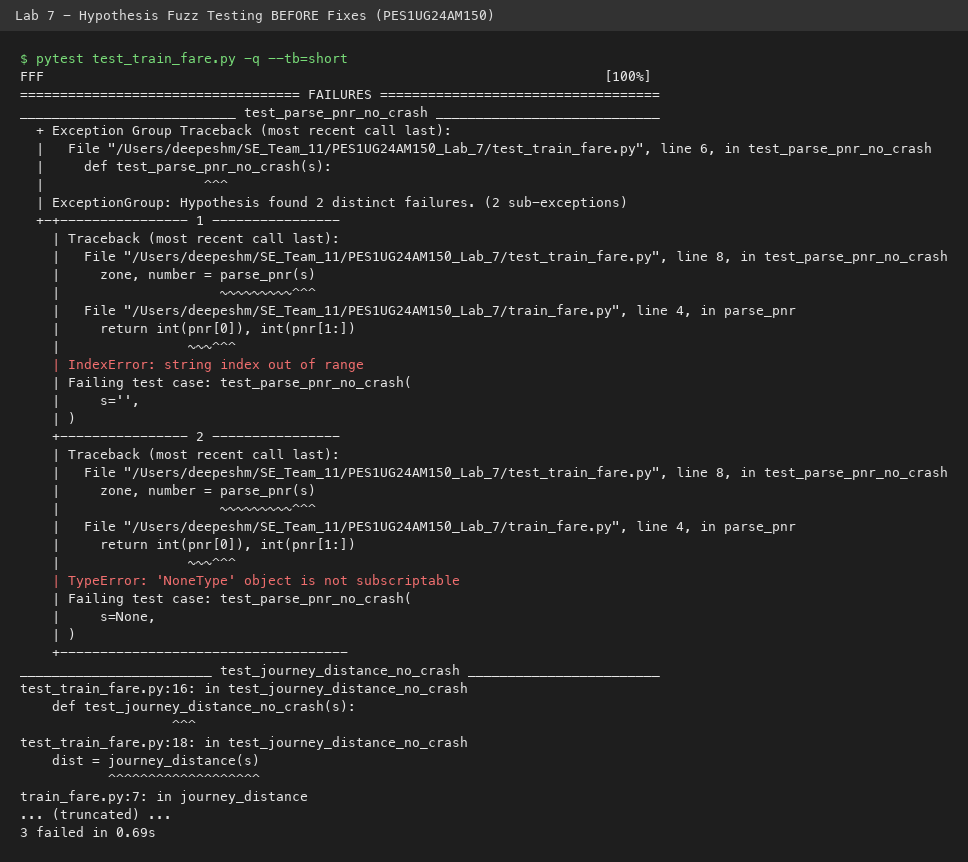 Lab 7 − Hypothesis Fuzz Testing BEFORE Fixes (PES1UG24AM150)
$ pytest test_train_fare.py −q −−tb=short
FFF                                                                      [100%]
=================================== FAILURES ===================================
___________________________ test_parse_pnr_no_crash ____________________________
  + Exception Group Traceback (most recent call last):
  |   File "/Users/deepeshm/SE_Team_11/PES1UG24AM150_Lab_7/test_train_fare.py", line 6, in test_parse_pnr_no_crash
  |     def test_parse_pnr_no_crash(s):
  |                    ^^^
  | ExceptionGroup: Hypothesis found 2 distinct failures. (2 sub−exceptions)
  +−+−−−−−−−−−−−−−−−− 1 −−−−−−−−−−−−−−−−
    | Traceback (most recent call last):
    |   File "/Users/deepeshm/SE_Team_11/PES1UG24AM150_Lab_7/test_train_fare.py", line 8, in test_parse_pnr_no_crash
    |     zone, number = parse_pnr(s)
    |                    ~~~~~~~~~^^^
    |   File "/Users/deepeshm/SE_Team_11/PES1UG24AM150_Lab_7/train_fare.py", line 4, in parse_pnr
    |     return int(pnr[0]), int(pnr[1:])
    |                ~~~^^^
    | IndexError: string index out of range
    | Failing test case: test_parse_pnr_no_crash(
    |     s='',
    | )
    +−−−−−−−−−−−−−−−− 2 −−−−−−−−−−−−−−−−
    | Traceback (most recent call last):
    |   File "/Users/deepeshm/SE_Team_11/PES1UG24AM150_Lab_7/test_train_fare.py", line 8, in test_parse_pnr_no_crash
    |     zone, number = parse_pnr(s)
    |                    ~~~~~~~~~^^^
    |   File "/Users/deepeshm/SE_Team_11/PES1UG24AM150_Lab_7/train_fare.py", line 4, in parse_pnr
    |     return int(pnr[0]), int(pnr[1:])
    |                ~~~^^^
    | TypeError: 'NoneType' object is not subscriptable
    | Failing test case: test_parse_pnr_no_crash(
    |     s=None,
    | )
    +−−−−−−−−−−−−−−−−−−−−−−−−−−−−−−−−−−−−
________________________ test_journey_distance_no_crash ________________________
test_train_fare.py:16: in test_journey_distance_no_crash
    def test_journey_distance_no_crash(s):
                   ^^^
test_train_fare.py:18: in test_journey_distance_no_crash
    dist = journey_distance(s)
           ^^^^^^^^^^^^^^^^^^^
train_fare.py:7: in journey_distance
... (truncated) ...
3 failed in 0.69s